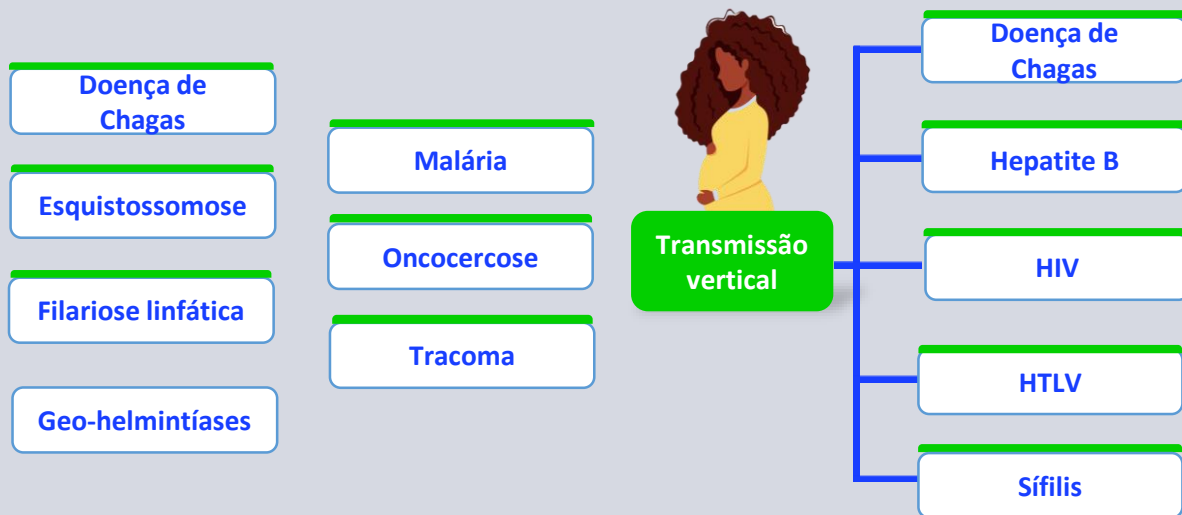 Doença de
Chagas
Esquistossomose
Filariose linfática
Geo-helmintíases
Malária
Oncocercose
Tracoma
Transmissão
vertical
Doença de
Chagas
Hepatite B
HIV
HTLV
Sífilis